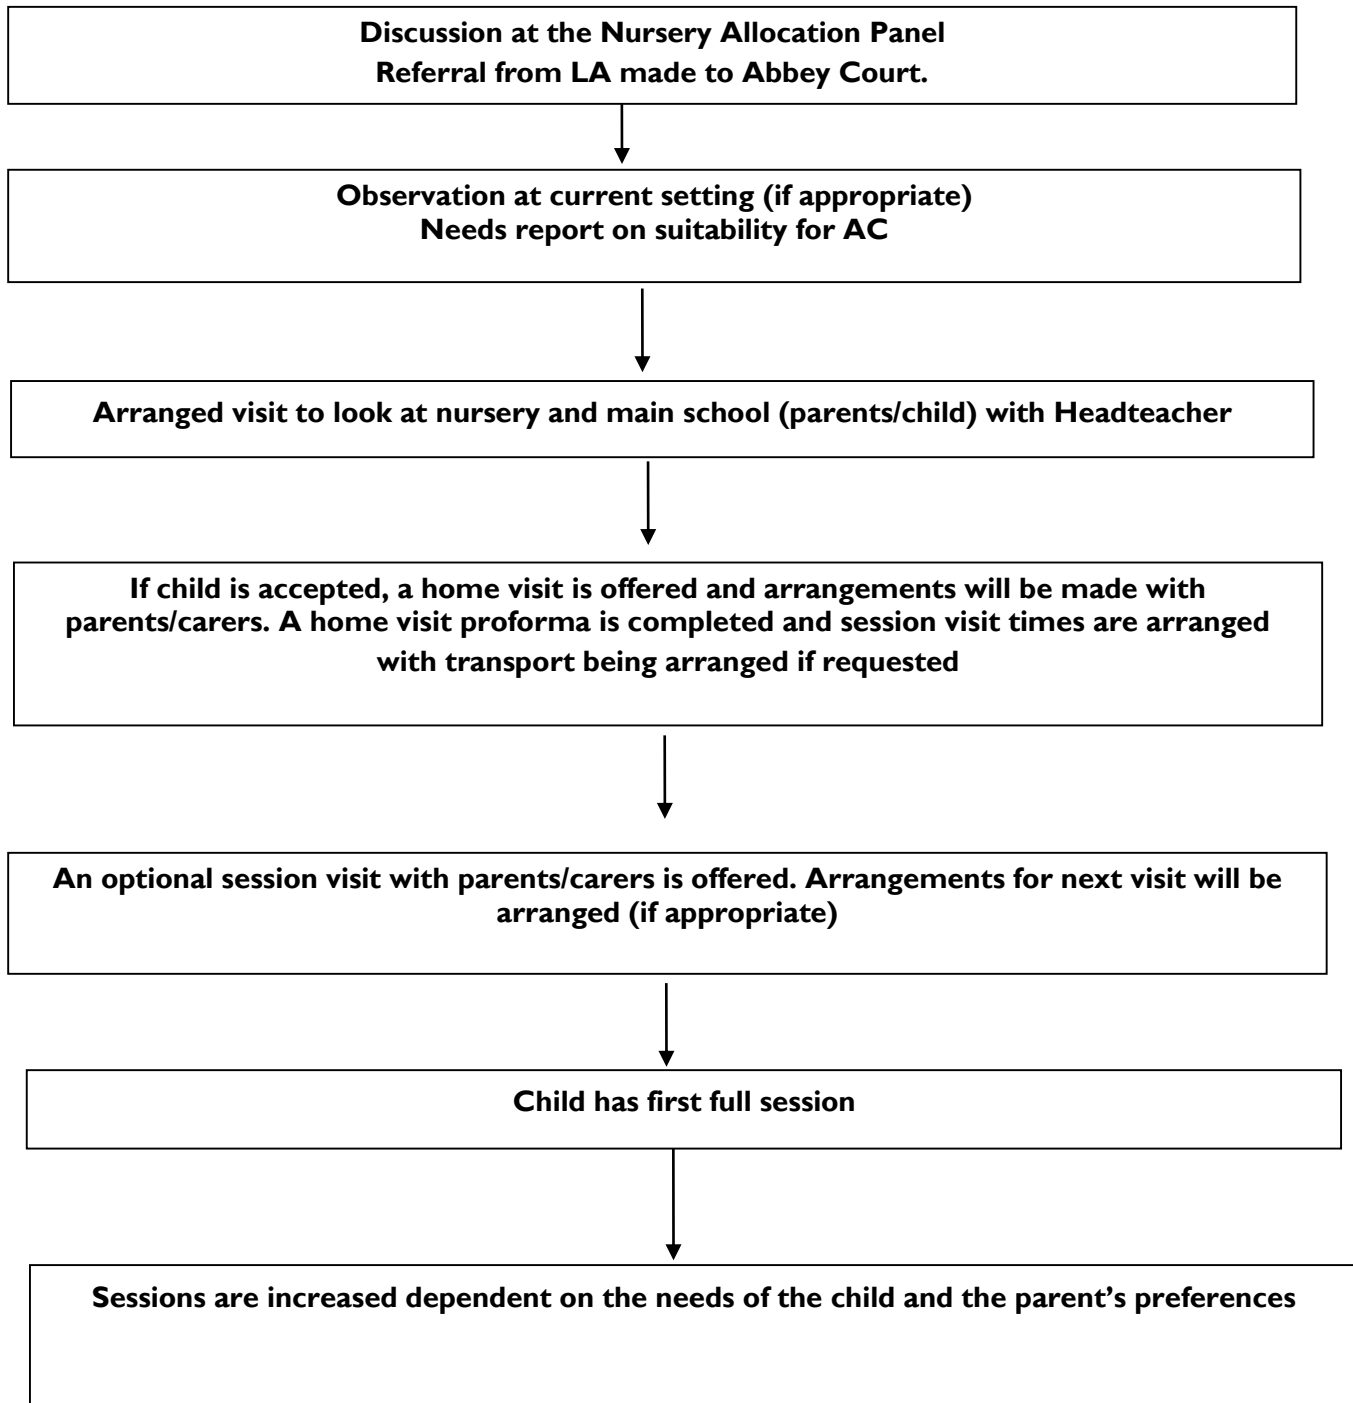 Discussion at the Nursery Allocation Panel
Referral from LA made to Abbey Court.
Observation at current setting (if appropriate)
Needs report on suitability for AC
Arranged visit to look at nursery and main school (parents/child) with Headteacher
If child is accepted, a home visit is offered and arrangements will be made with
parents/carers. A home visit proforma is completed and session visit times are arranged
with transport being arranged if requested
An optional session visit with parents/carers is offered. Arrangements for next visit will be
arranged (if appropriate)
Child has first full session
Sessions are increased dependent on the needs of the child and the parent’s preferences